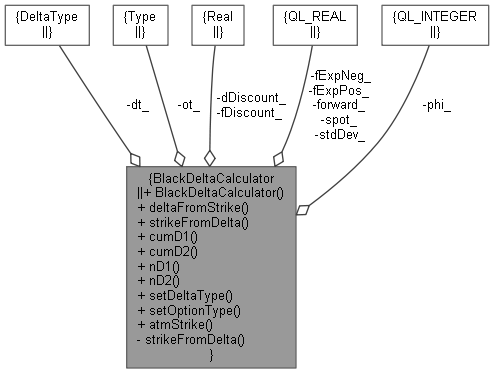 {DeltaType
||}
{Type
||}
{Real
||}
{QL_REAL
||}
{QL_INTEGER
||}
-dt_
-ot_
-dDiscount_
-fDiscount_
-fExpNeg_
-fExpPos_
-forward_
-spot_
-stdDev_
-phi_
{BlackDeltaCalculator
||+ BlackDeltaCalculator()
+ deltaFromStrike()
+ strikeFromDelta()
+ cumD1()
+ cumD2()
+ nD1()
+ nD2()
+ setDeltaType()
+ setOptionType()
+ atmStrike()
- strikeFromDelta()
}